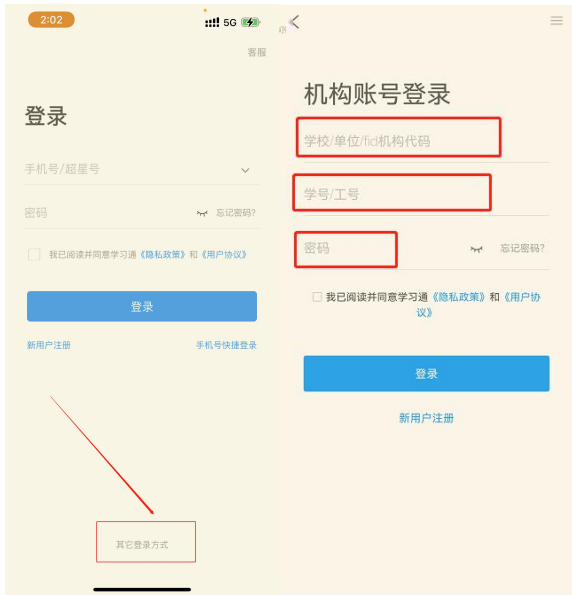 2:02
5G
客服
登录
手机号/超星号
密码
忘记密码?
我已阅读并同意学习通《隐私政策》和《用户协议》
登录
新用户注册
手机号快捷登录
其它登录方式
机构账号登录
学校/单位/fid机构代码
学号/工号
密码
忘记密码?
我已阅读并同意学习通《隐私政策》和《用户协
议》
登录
新用户注册